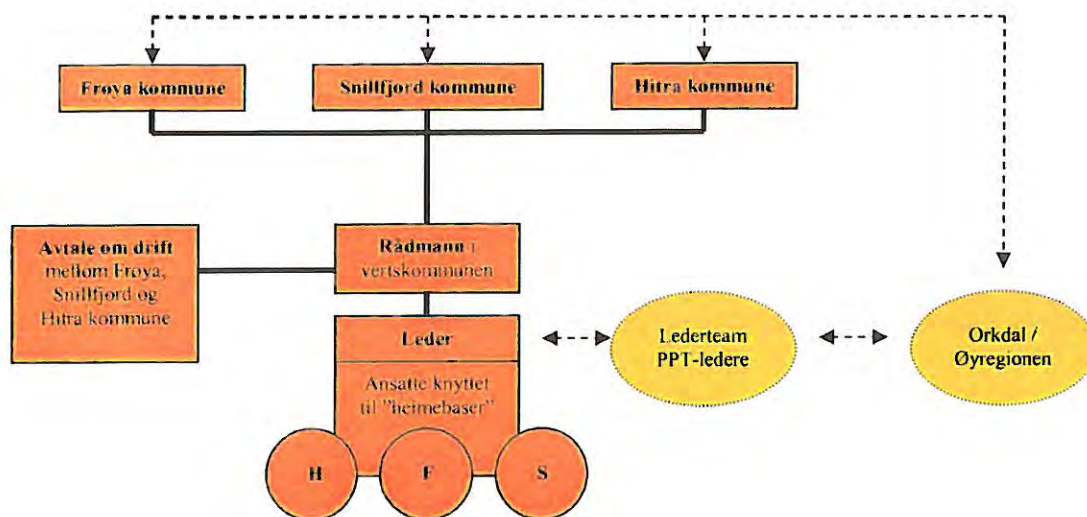 Frøya kommune
Snillfjord kommune
Hitra kommune
Avtale om drift
mellom Frøya,
Snillfjord og
Hitra kommune
Rådmann i
vertskommunen
Leder
Ansatte knyttet
til ”heimebaser”
H
F
S
Lederteam
PPT-ledere
Orkdal /
Øyregionen